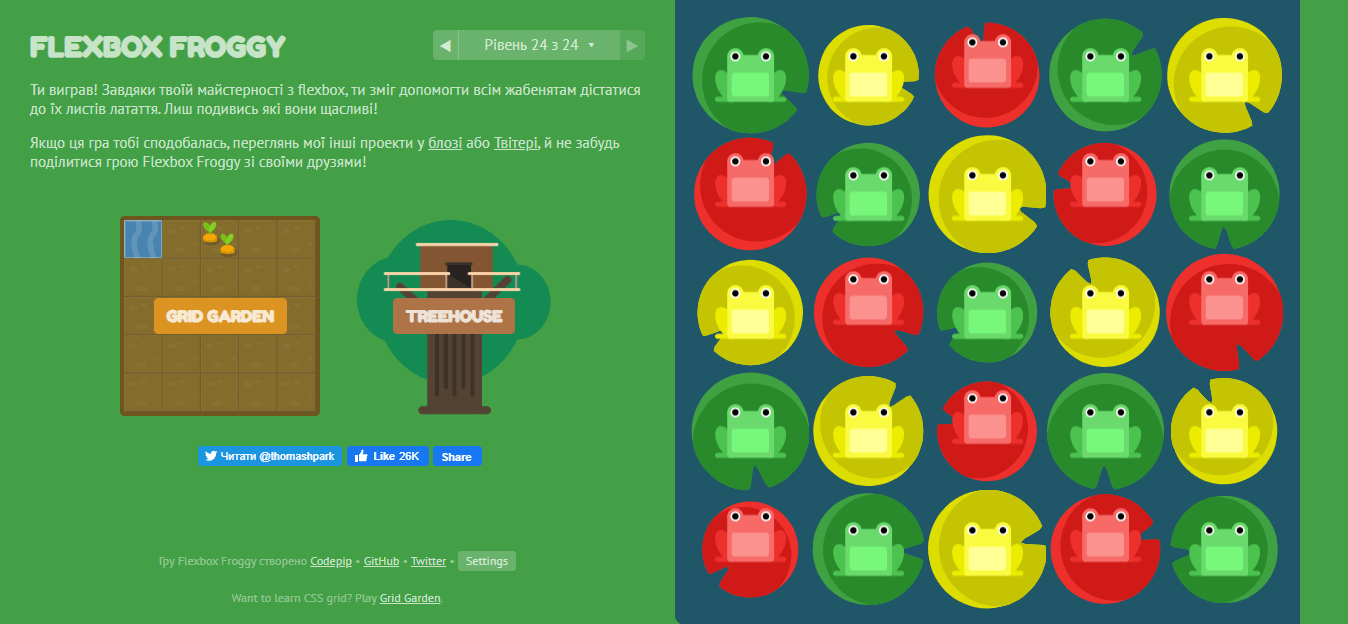 FLEXBOX FROGGY
Рівень 24 з 24
Ти виграв! Завдяки твоїй майстерності з flexbox, ти зміг допомогти всім жабенятам дістатися
до їх листів латаття. Лиш подивись які вони щасливі!
Якщо ця гра тобі сподобалась, переглянь мої інші проекти у блозі або Твітері, й не забудь
поділитися грою Flexbox Froggy зі своїми друзями!
GRID GARDEN
TREEHOUSE
Читати @thomashpark
Like 26K
Share
Гру Flexbox Froggy створено Codepip • GitHub • Twitter • Settings
Want to learn CSS grid? Play Grid Garden.